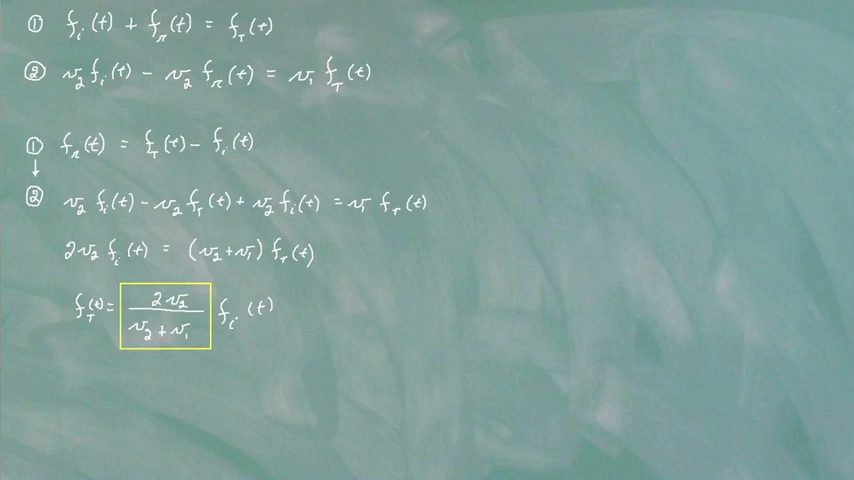 ① f_i(t) + f_r(t) = f_T(t)
② v_2 f_i(t) - v_2 f_r(t) = v_1 f_T(t)
① f_r(t) = f_T(t) - f_i(t)
↓
② v_2 f_i(t) - v_2 f_T(t) + v_2 f_i(t) = v_1 f_T(t)
2v_2 f_i(t) = (v_2+v_1) f_T(t)
f_T(t) = \frac{2v_2}{v_2+v_1} f_i(t)